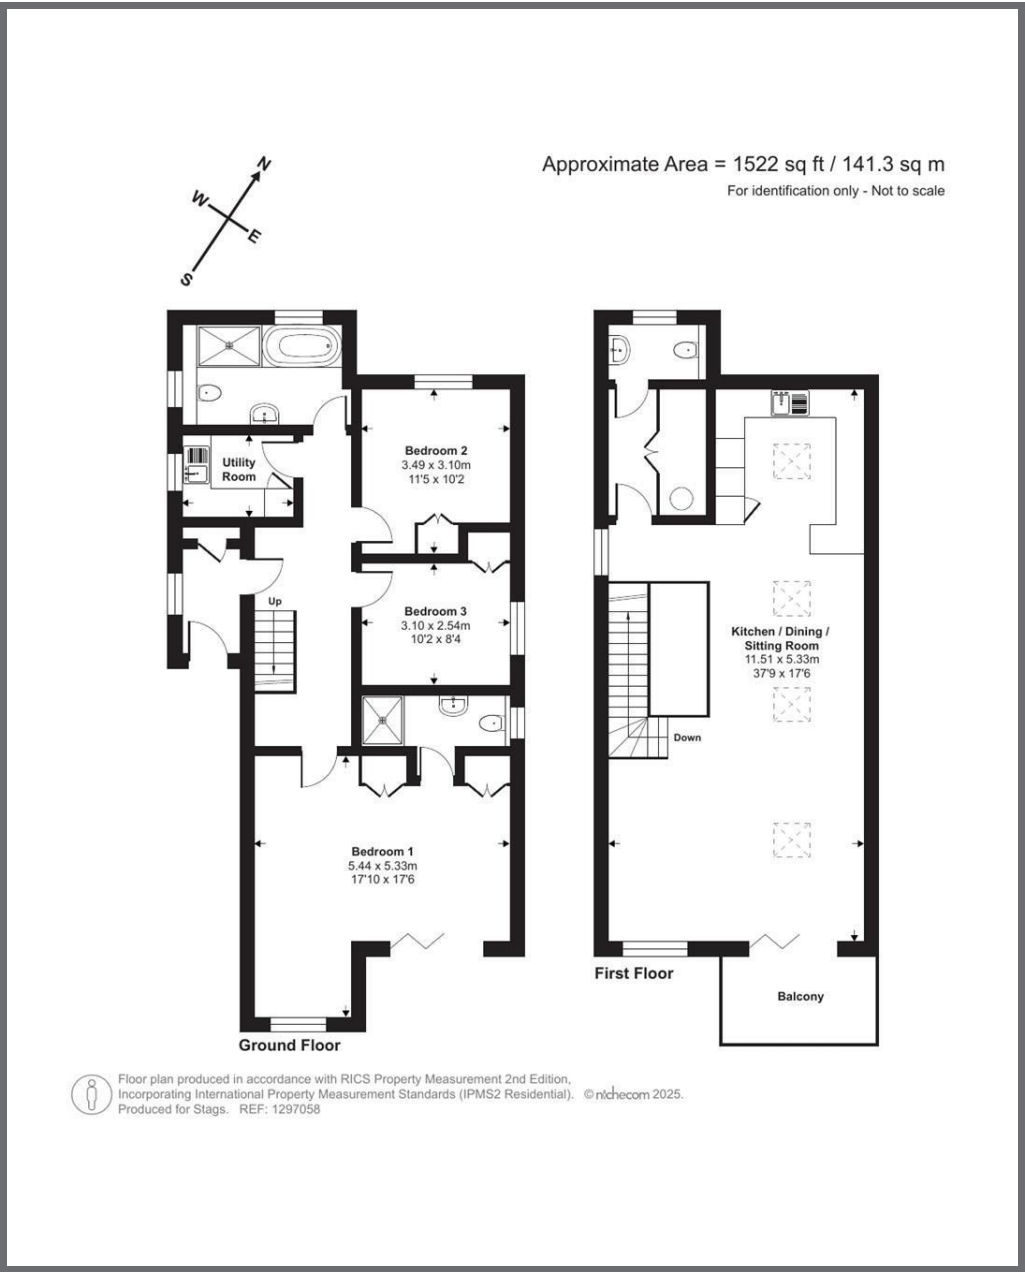 N
W
E
S
Approximate Area = 1522 sq ft / 141.3 sq m
For identification only - Not to scale
Bedroom 2
3.49 x 3.10m
11'5 x 10'2
Utility
Room
Up
Bedroom 3
3.10 x 2.54m
10'2 x 8'4
Bedroom 1
5.44 x 5.33m
17'10 x 17'6
Ground Floor
Kitchen / Dining /
Sitting Room
11.51 x 5.33m
37'9 x 17'6
Down
First Floor
Balcony
Floor plan produced in accordance with RICS Property Measurement 2nd Edition,
Incorporating International Property Measurement Standards (IPMS2 Residential). © nıchecom 2025.
Produced for Stags. REF: 1297058